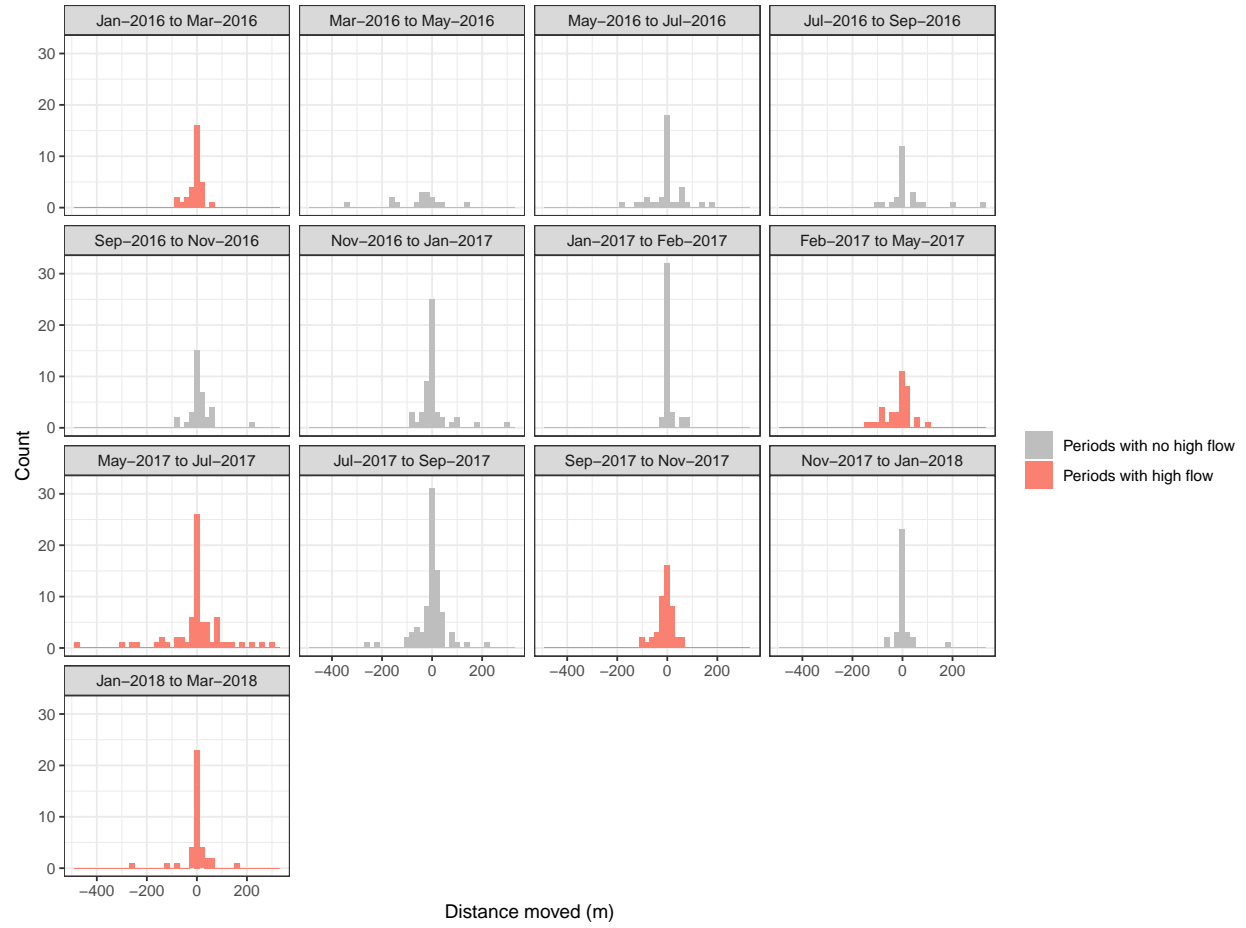 Jan−2016 to Mar−2016
Mar−2016 to May−2016
May−2016 to Jul−2016
Jul−2016 to Sep−2016
30
20
10
0
Sep−2016 to Nov−2016
Nov−2016 to Jan−2017
Jan−2017 to Feb−2017
Feb−2017 to May−2017
30
20
10
0
May−2017 to Jul−2017
Jul−2017 to Sep−2017
Sep−2017 to Nov−2017
Nov−2017 to Jan−2018
30
20
10
0
−400 −200 0 200
−400 −200 0 200
−400 −200 0 200
Jan−2018 to Mar−2018
30
20
10
0
−400 −200 0 200
Distance moved (m)
Count
Periods with no high flow
Periods with high flow